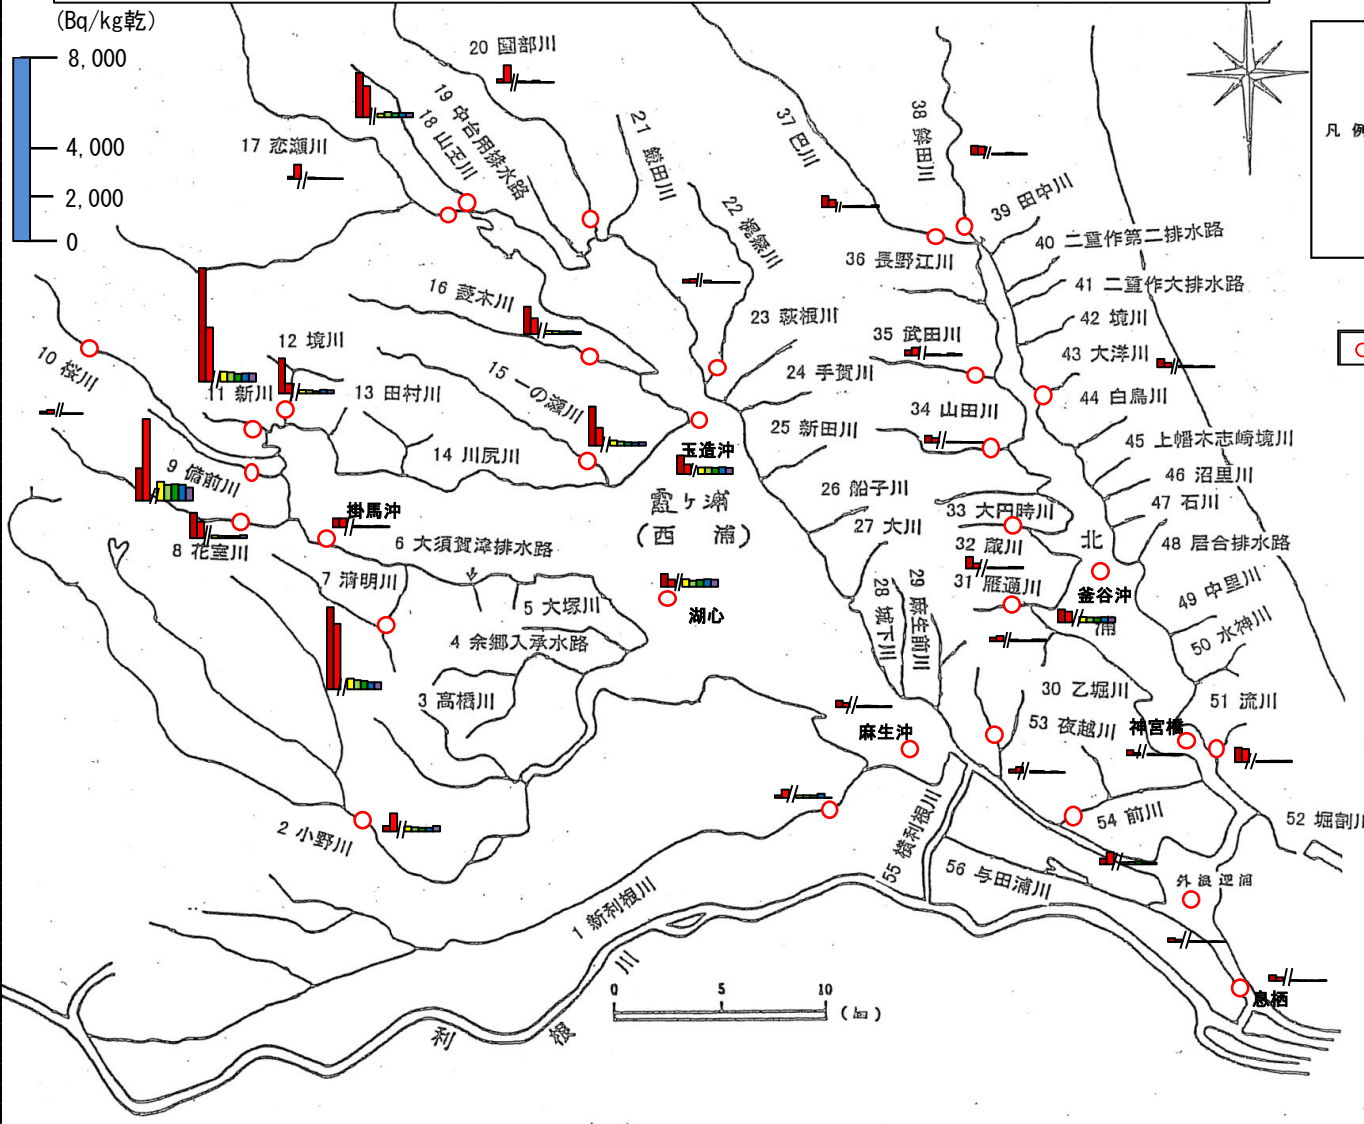 (Bq/kg乾)
8,000
4,000
2,000
0
凡 例
20 園部川
19 中台用排水路
18 山王川
17 恋瀬川
21 鏡田川
22 梶無川
37 巴川
38 鉾田川
39 田中川
40 二重作第二排水路
41 二重作大排水路
42 境川
43 大洋川
44 白鳥川
45 上幡木志崎境川
46 沼里川
47 石川
48 居合排水路
49 中里川
50 水神川
51 流川
52 堀割川
36 長野江川
35 武田川
34 山田川
33 大円時川
32 蔵川
31 雁通川
30 乙堀川
53 夜越川
54 前川
23 萩根川
24 手賀川
25 新田川
26 船子川
27 大川
28 城下川
29 麻生前川
16 菱木川
15 一の瀬川
14 川尻川
13 田村川
12 境川
11 新川
10 桜川
9 備前川
8 花室川
7 清明川
6 大須賀津排水路
5 大塚川
4 余郷入承水路
3 高橋川
2 小野川
1 新利根川
55 横利根川
56 与田浦川
玉造沖
霞ヶ浦
(西 浦)
掛馬沖
湖心
麻生沖
北
浦
釜谷沖
神宮橋
外浪逆浦
息栖
利 根 川
0 5 10 (㎞)